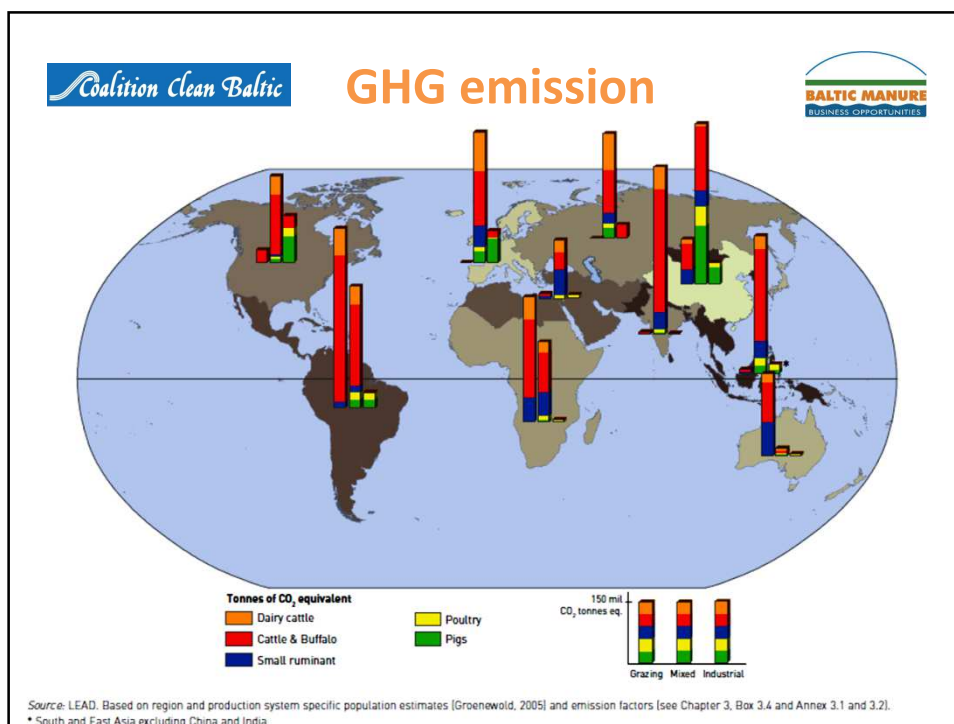 Coalition Clean Baltic
GHG emission
BALTIC MANURE
BUSINESS OPPORTUNITIES
*
Tonnes of CO₂ equivalent
Dairy cattle
Cattle & Buffalo
Small ruminant
Poultry
Pigs
150 mil
CO₂ tonnes eq.
Grazing Mixed Industrial
Source: LEAD. Based on region and production system specific population estimates (Groenewold, 2005) and emission factors (see Chapter 3, Box 3.4 and Annex 3.1 and 3.2).
* South and East Asia excluding China and India